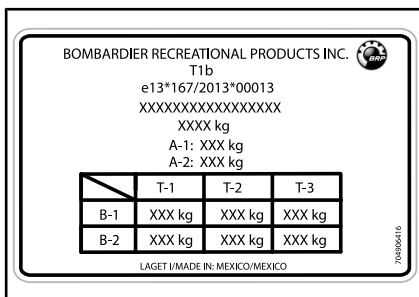 BOMBARDIER RECREATIONAL PRODUCTS INC.
BRP
T1b
e13*167/2013*00013
XXXXXXXXXXXXXXXXX
XXXX kg
A-1: XXX kg
A-2: XXX kg
T-1 T-2 T-3
B-1 XXX kg XXX kg XXX kg
B-2 XXX kg XXX kg XXX kg
LAGET I/MADE IN: MEXICO/MEXICO
704906416